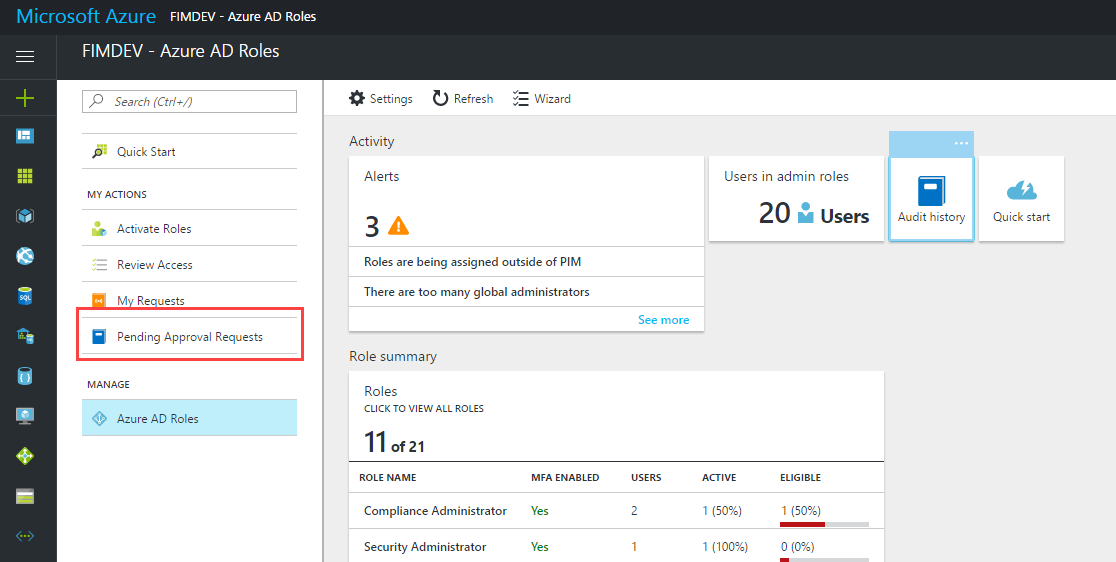 Microsoft Azure FIMDEV - Azure AD Roles
FIMDEV - Azure AD Roles
Search (Ctrl+/)
Quick Start
MY ACTIONS
Activate Roles
Review Access
My Requests
Pending Approval Requests
MANAGE
Azure AD Roles
Settings Refresh Wizard
Activity
Alerts
3
Roles are being assigned outside of PIM
There are too many global administrators
See more
Users in admin roles
20 Users
...
Audit history
Quick start
Role summary
Roles
CLICK TO VIEW ALL ROLES
11 of 21
ROLE NAME MFA ENABLED USERS ACTIVE ELIGIBLE
Compliance Administrator Yes 2 1 (50%) 1 (50%)
Security Administrator Yes 1 1 (100%) 0 (0%)
SQL